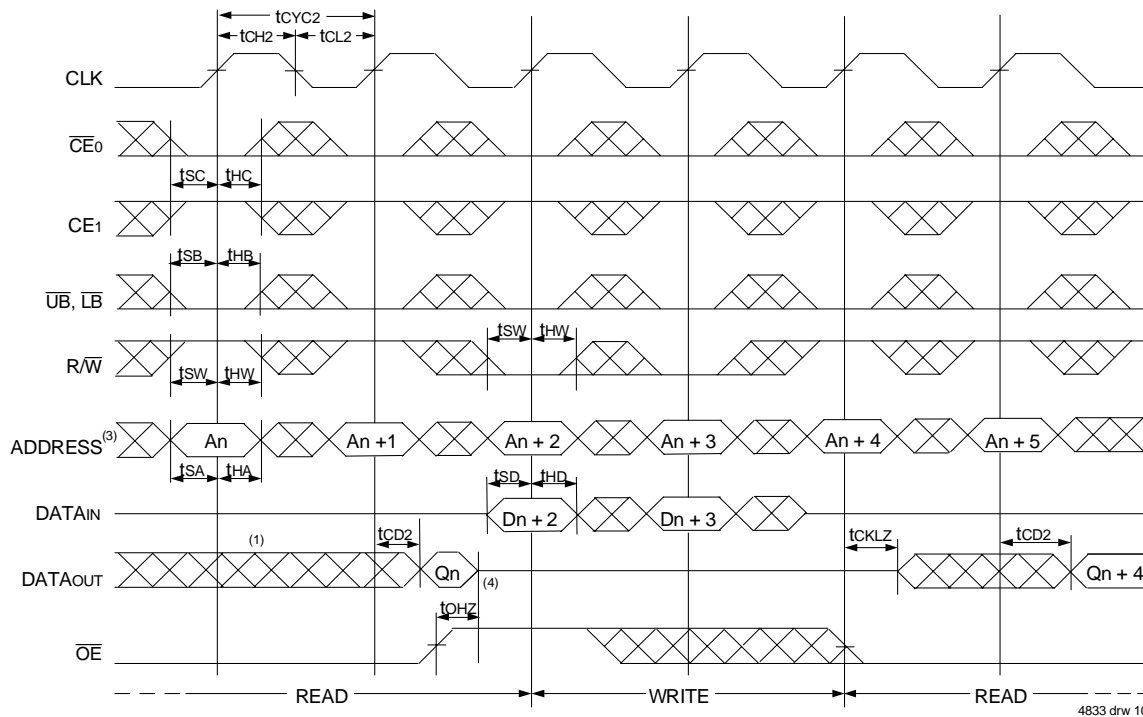 tCYC2
tCH2 tCL2
CLK
CE0
tSC tHC
CE1
tSB tHB
UB, LB
tSW tHW
R/W
tSW tHW
ADDRESS(3) An An +1 An + 2 An + 3 An + 4 An + 5
tSA tHA tSD tHD
DATAIN Dn + 2 Dn + 3
(1) tCD2 tCKLZ tCD2
DATAOUT Qn (4) Qn + 4
tOHZ
OE
READ WRITE READ
4833 drw 10